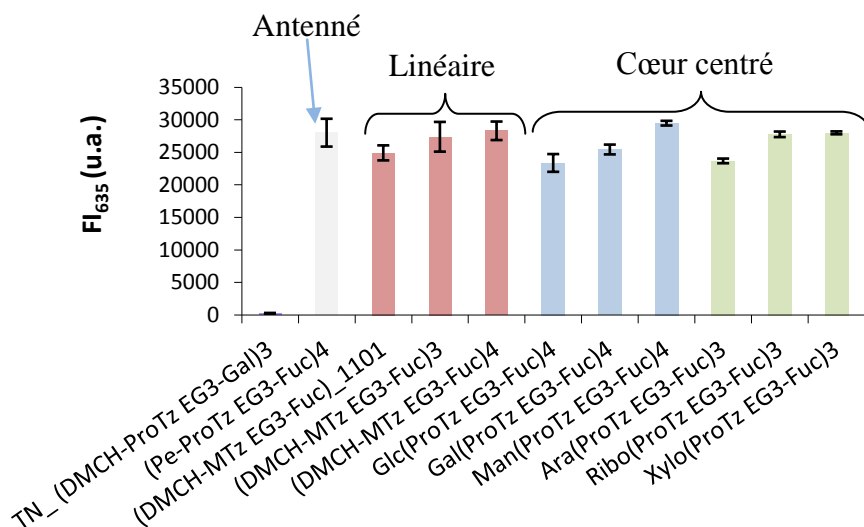 Antenné
Linéaire
Cœur centré
FI635 (u.a.)
35000
30000
25000
20000
15000
10000
5000
0
TN_ (DMCH-ProTz EG3-Gal)3
(Pe-ProTz EG3-Fuc)4
(DMCH-MTz EG3-Fuc)_1101
(DMCH-MTz EG3-Fuc)3
(DMCH-MTz EG3-Fuc)4
Glc(ProTz EG3-Fuc)4
Gal(ProTz EG3-Fuc)4
Man(ProTz EG3-Fuc)4
Ara(ProTz EG3-Fuc)3
Ribo(ProTz EG3-Fuc)3
Xylo(ProTz EG3-Fuc)3